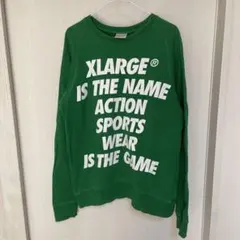 XLARGE®
IS THE NAME
ACTION
SPORTS
WEAR
IS THE GAME